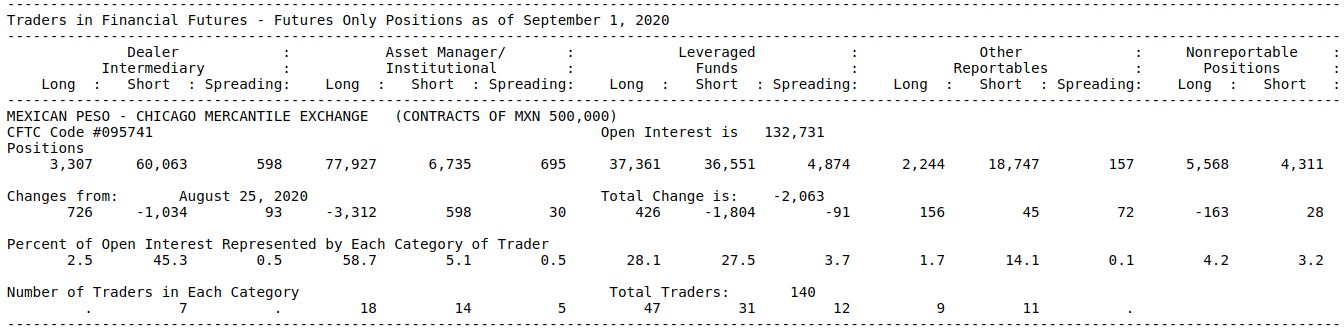 Traders in Financial Futures - Futures Only Positions as of September 1, 2020
Dealer : Asset Manager/ : Leveraged : Other : Nonreportable :
Intermediary : Institutional : Funds : Reportables : Positions :
Long : Short : Spreading: Long : Short : Spreading: Long : Short : Spreading: Long : Short : Spreading: Long : Short :
MEXICAN PESO - CHICAGO MERCANTILE EXCHANGE (CONTRACTS OF MXN 500,000)
CFTC Code #095741 Open Interest is 132,731
Positions
3,307 60,063 598 77,927 6,735 695 37,361 36,551 4,874 2,244 18,747 157 5,568 4,311
Changes from: August 25, 2020 Total Change is: -2,063
726 -1,034 93 -3,312 598 30 426 -1,804 -91 156 45 72 -163 28
Percent of Open Interest Represented by Each Category of Trader
2.5 45.3 0.5 58.7 5.1 0.5 28.1 27.5 3.7 1.7 14.1 0.1 4.2 3.2
Number of Traders in Each Category Total Traders: 140
. 7 . 18 14 5 47 31 12 9 11 .